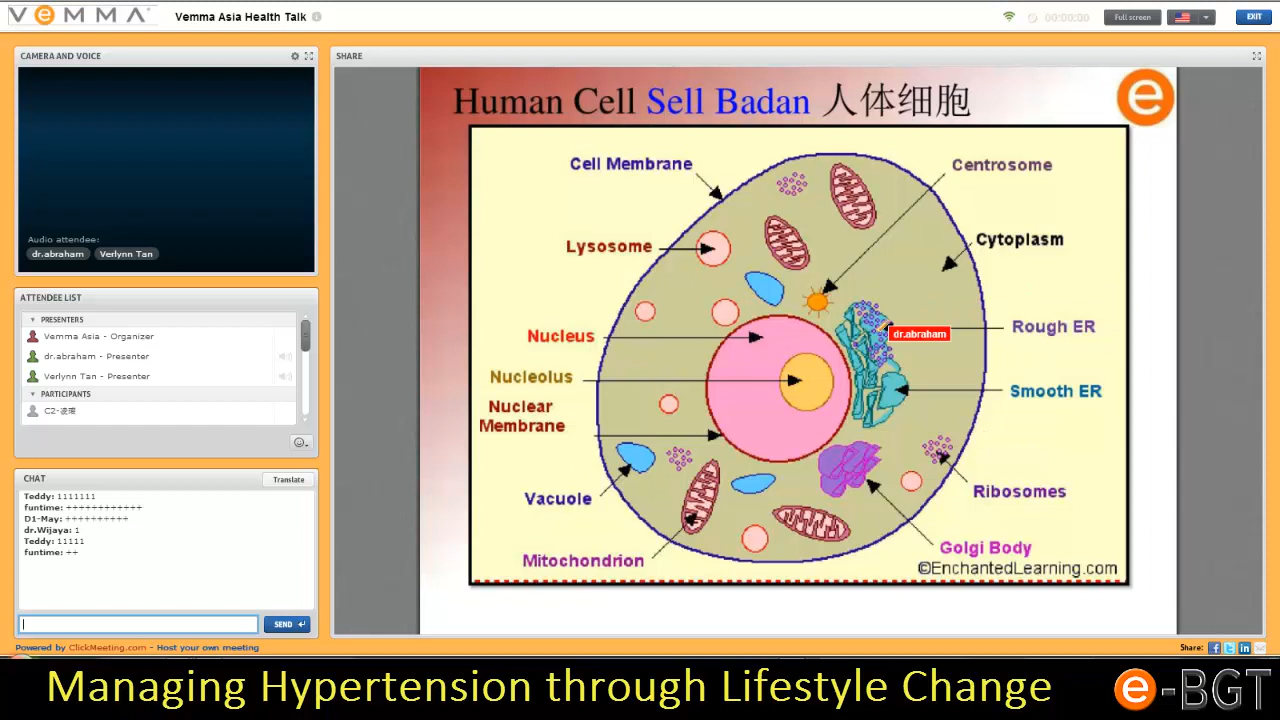 VEMMA
Vemma Asia Health Talk
00:00:00
Full screen
EXIT
CAMERA AND VOICE
Audio attendee:
dr.abraham Verlynn Tan
ATTENDEE LIST
PRESENTERS
Vemma Asia - Organizer
dr.abraham - Presenter
Verlynn Tan - Presenter
PARTICIPANTS
CHAT
Translate
Teddy: 1111111
funtime: ++++++++++++
D1-May: ++++++++++
dr.Wijaya: 1
Teddy: 11111
funtime: ++
SEND
Powered by ClickMeeting.com - Host your own meeting
SHARE
Human Cell Sell Badan 人体细胞
e
Cell Membrane
Centrosome
Lysosome
Cytoplasm
Nucleus
dr.abraham
Rough ER
Nucleolus
Smooth ER
Nuclear
Membrane
Vacuole
Ribosomes
Mitochondrion
Golgi Body
©EnchantedLearning.com
Share:
Managing Hypertension through Lifestyle Change
e-BGT